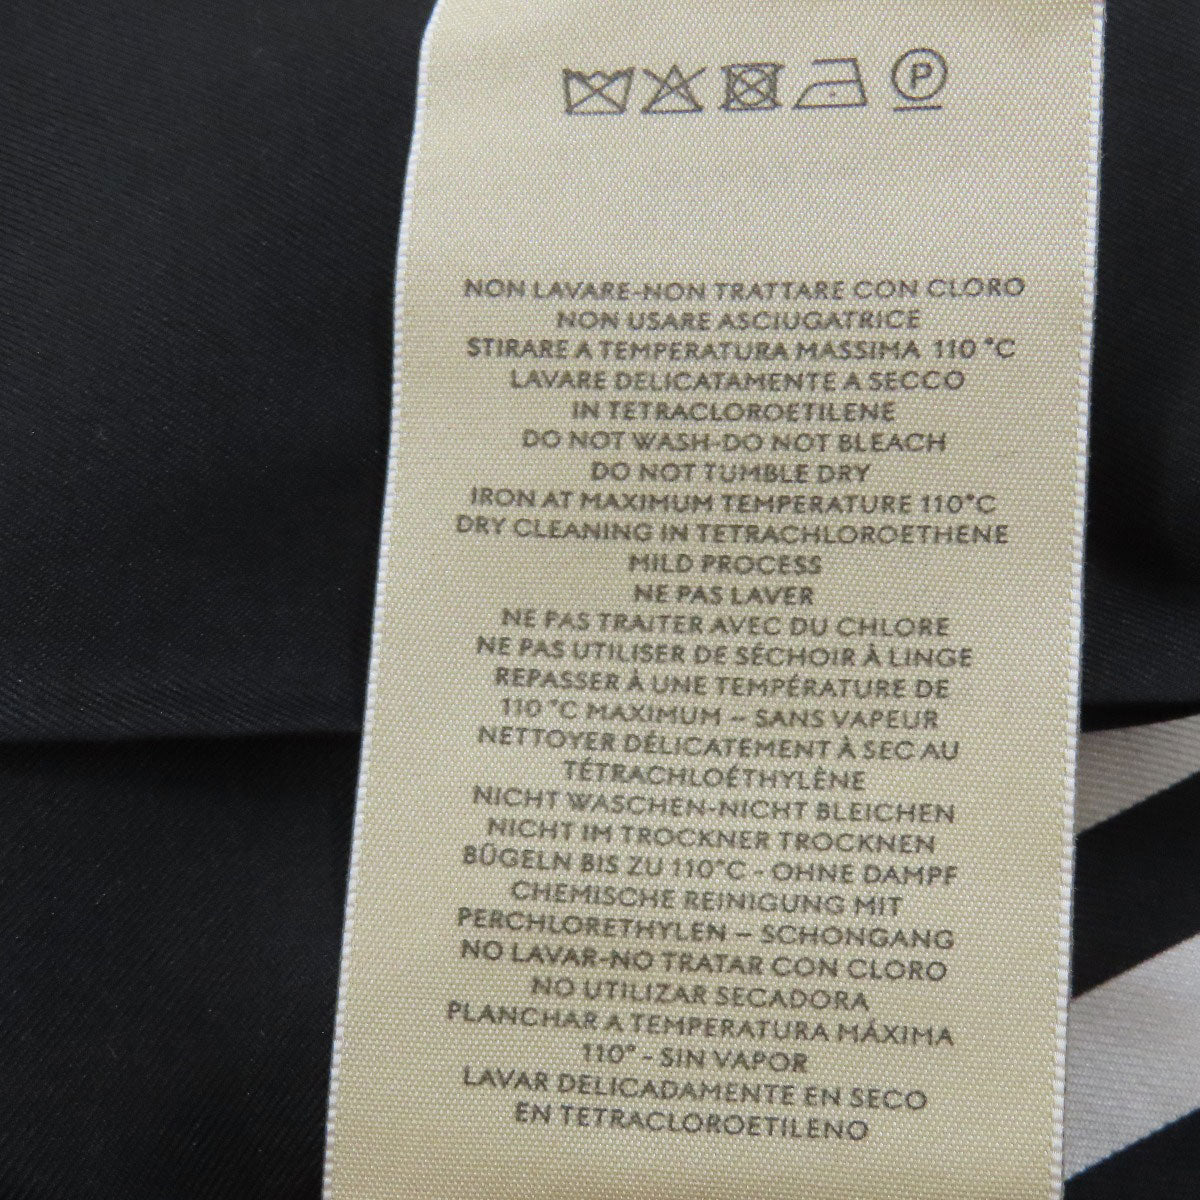 P
NON LAVARE-NON TRATTARE CON CLORO
NON USARE ASCIUGATRICE
STIRARE A TEMPERATURA MASSIMA 110 °C
LAVARE DELICATAMENTE A SECCO
IN TETRACLOROETILENE
DO NOT WASH-DO NOT BLEACH
DO NOT TUMBLE DRY
IRON AT MAXIMUM TEMPERATURE 110°C
DRY CLEANING IN TETRACHLOROETHENE
MILD PROCESS
NE PAS LAVER
NE PAS TRAITER AVEC DU CHLORE
NE PAS UTILISER DE SÉCHOIR À LINGE
REPASSER À UNE TEMPÉRATURE DE
110 °C MAXIMUM – SANS VAPEUR
NETTOYER DÉLICATEMENT À SEC AU
TÉTRACHLOÉTHYLÈNE
NICHT WASCHEN-NICHT BLEICHEN
NICHT IM TROCKNER TROCKNEN
BÜGELN BIS ZU 110°C - OHNE DAMPF
CHEMISCHE REINIGUNG MIT
PERCHLORETHYLEN – SCHONGANG
NO LAVAR-NO TRATAR CON CLORO
NO UTILIZAR SECADORA
PLANCHAR A TEMPERATURA MÁXIMA
110° - SIN VAPOR
LAVAR DELICADAMENTE EN SECO
EN TETRACLOROETILENO